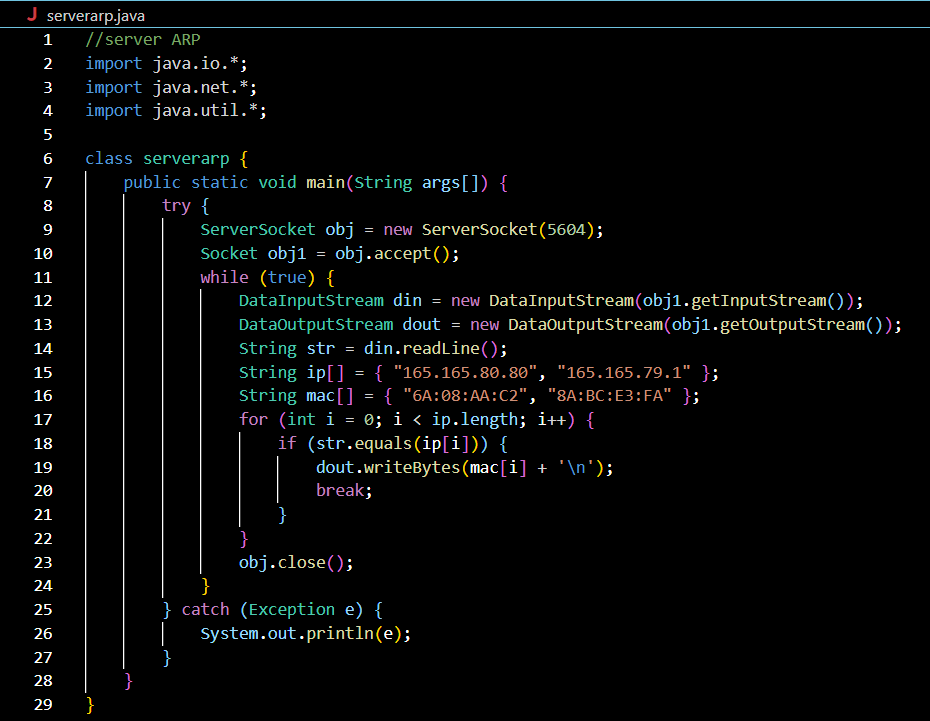 J serverarp.java
1 //server ARP
2 import java.io.*;
3 import java.net.*;
4 import java.util.*;
5
6 class serverarp {
7     public static void main(String args[]) {
8         try {
9             ServerSocket obj = new ServerSocket(5604);
10             Socket obj1 = obj.accept();
11             while (true) {
12                 DataInputStream din = new DataInputStream(obj1.getInputStream());
13                 DataOutputStream dout = new DataOutputStream(obj1.getOutputStream());
14                 String str = din.readLine();
15                 String ip[] = { "165.165.80.80", "165.165.79.1" };
16                 String mac[] = { "6A:08:AA:C2", "8A:BC:E3:FA" };
17                 for (int i = 0; i < ip.length; i++) {
18                     if (str.equals(ip[i])) {
19                         dout.writeBytes(mac[i] + '\n');
20                         break;
21                     }
22                 }
23                 obj.close();
24             }
25         } catch (Exception e) {
26             System.out.println(e);
27         }
28     }
29 }